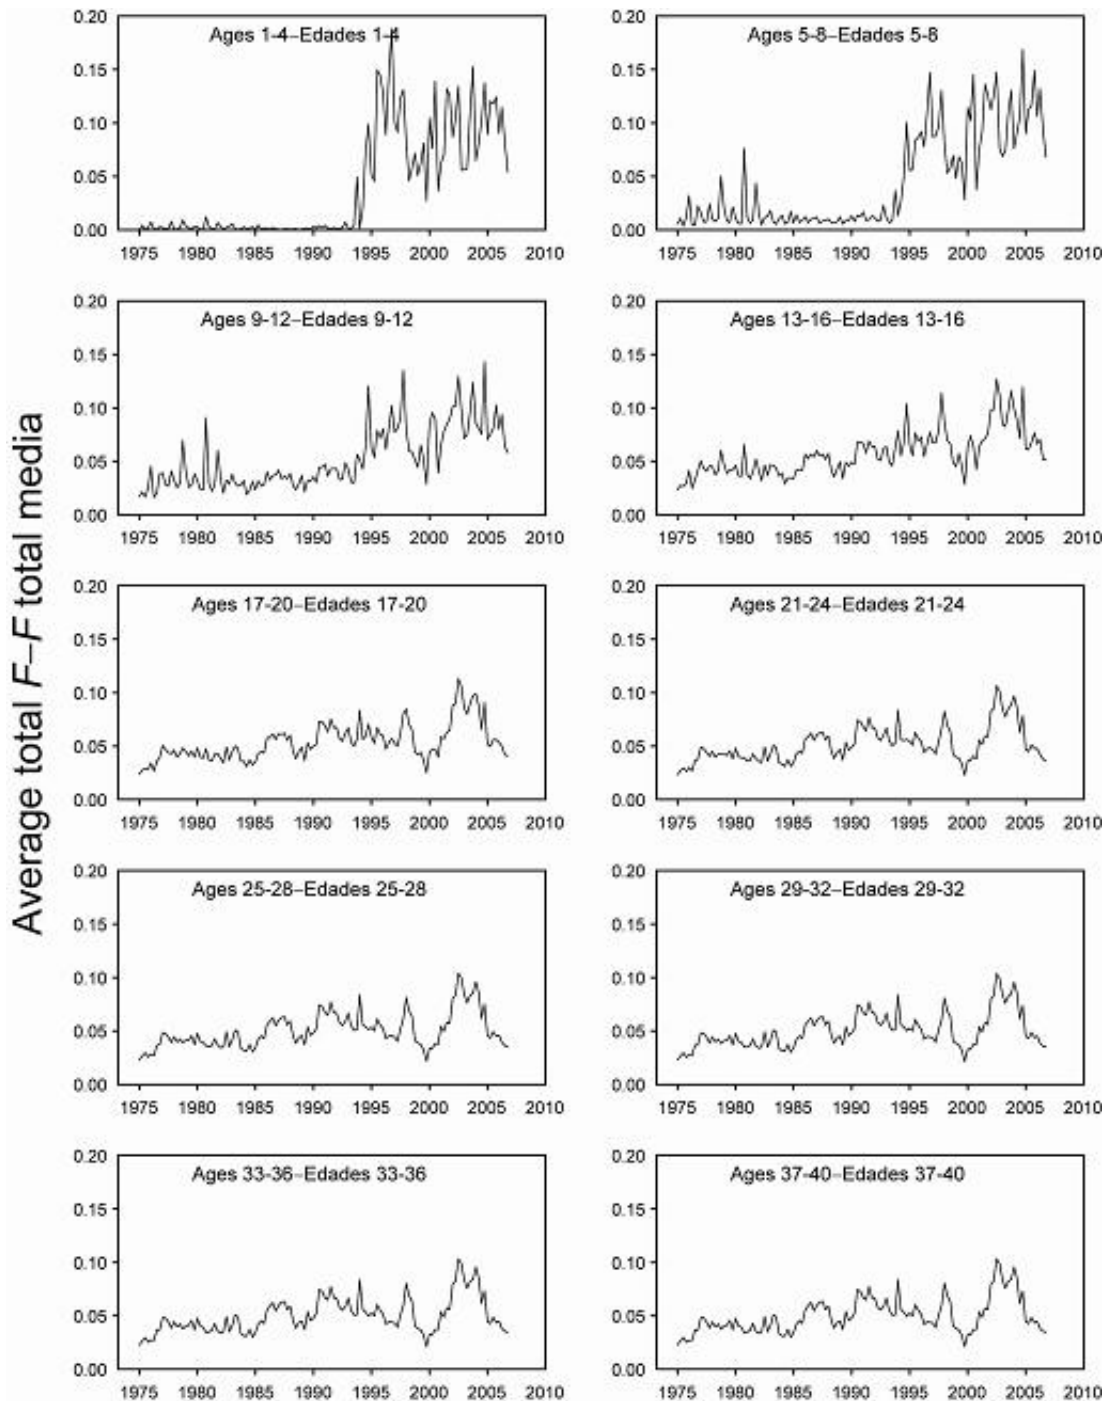 Average total F–F total media
Ages 1-4–Edades 1-4
0.20
0.15
0.10
0.05
0.00
1975 1980 1985 1990 1995 2000 2005 2010
Ages 5-8–Edades 5-8
0.20
0.15
0.10
0.05
0.00
1975 1980 1985 1990 1995 2000 2005 2010
Ages 9-12–Edades 9-12
0.20
0.15
0.10
0.05
0.00
1975 1980 1985 1990 1995 2000 2005 2010
Ages 13-16–Edades 13-16
0.20
0.15
0.10
0.05
0.00
1975 1980 1985 1990 1995 2000 2005 2010
Ages 17-20–Edades 17-20
0.20
0.15
0.10
0.05
0.00
1975 1980 1985 1990 1995 2000 2005 2010
Ages 21-24–Edades 21-24
0.20
0.15
0.10
0.05
0.00
1975 1980 1985 1990 1995 2000 2005 2010
Ages 25-28–Edades 25-28
0.20
0.15
0.10
0.05
0.00
1975 1980 1985 1990 1995 2000 2005 2010
Ages 29-32–Edades 29-32
0.20
0.15
0.10
0.05
0.00
1975 1980 1985 1990 1995 2000 2005 2010
Ages 33-36–Edades 33-36
0.20
0.15
0.10
0.05
0.00
1975 1980 1985 1990 1995 2000 2005 2010
Ages 37-40–Edades 37-40
0.20
0.15
0.10
0.05
0.00
1975 1980 1985 1990 1995 2000 2005 2010